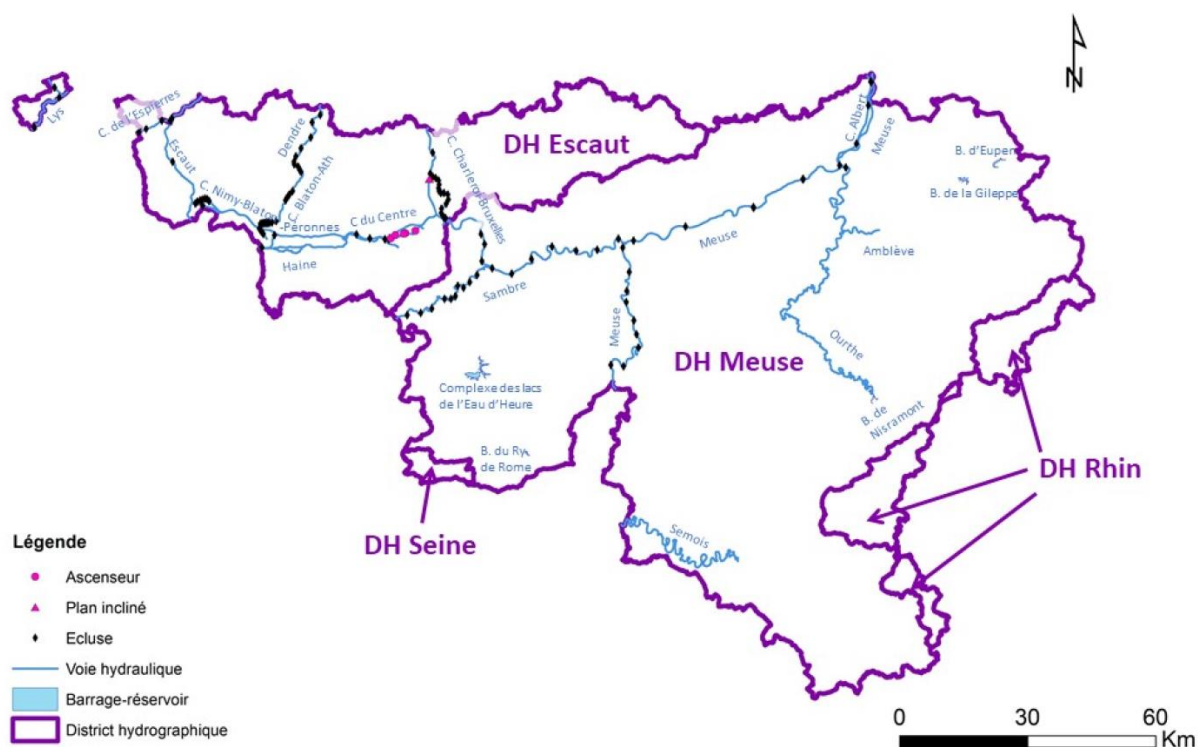 N
Lys
C. de l'Espierres
Escaut
C. Nimy-Blaton
-Péronnes
Dendre
C. Blaton-Ath
Haine
C du Centre
C. Charleroi-Bruxelles
DH Escaut
C. Albert
Meuse
B. d'Eupen
B. de la Gileppe
Meuse
Amblève
Sambre
Meuse
Ourthe
DH Meuse
Complexe des lacs
de l'Eau d'Heure
B. de
Nisramont
B. du Ry
de Rome
DH Rhin
DH Seine
Semois
Légende
Ascenseur
Plan incliné
Ecluse
Voie hydraulique
Barrage-réservoir
District hydrographique
0 30 60
Km